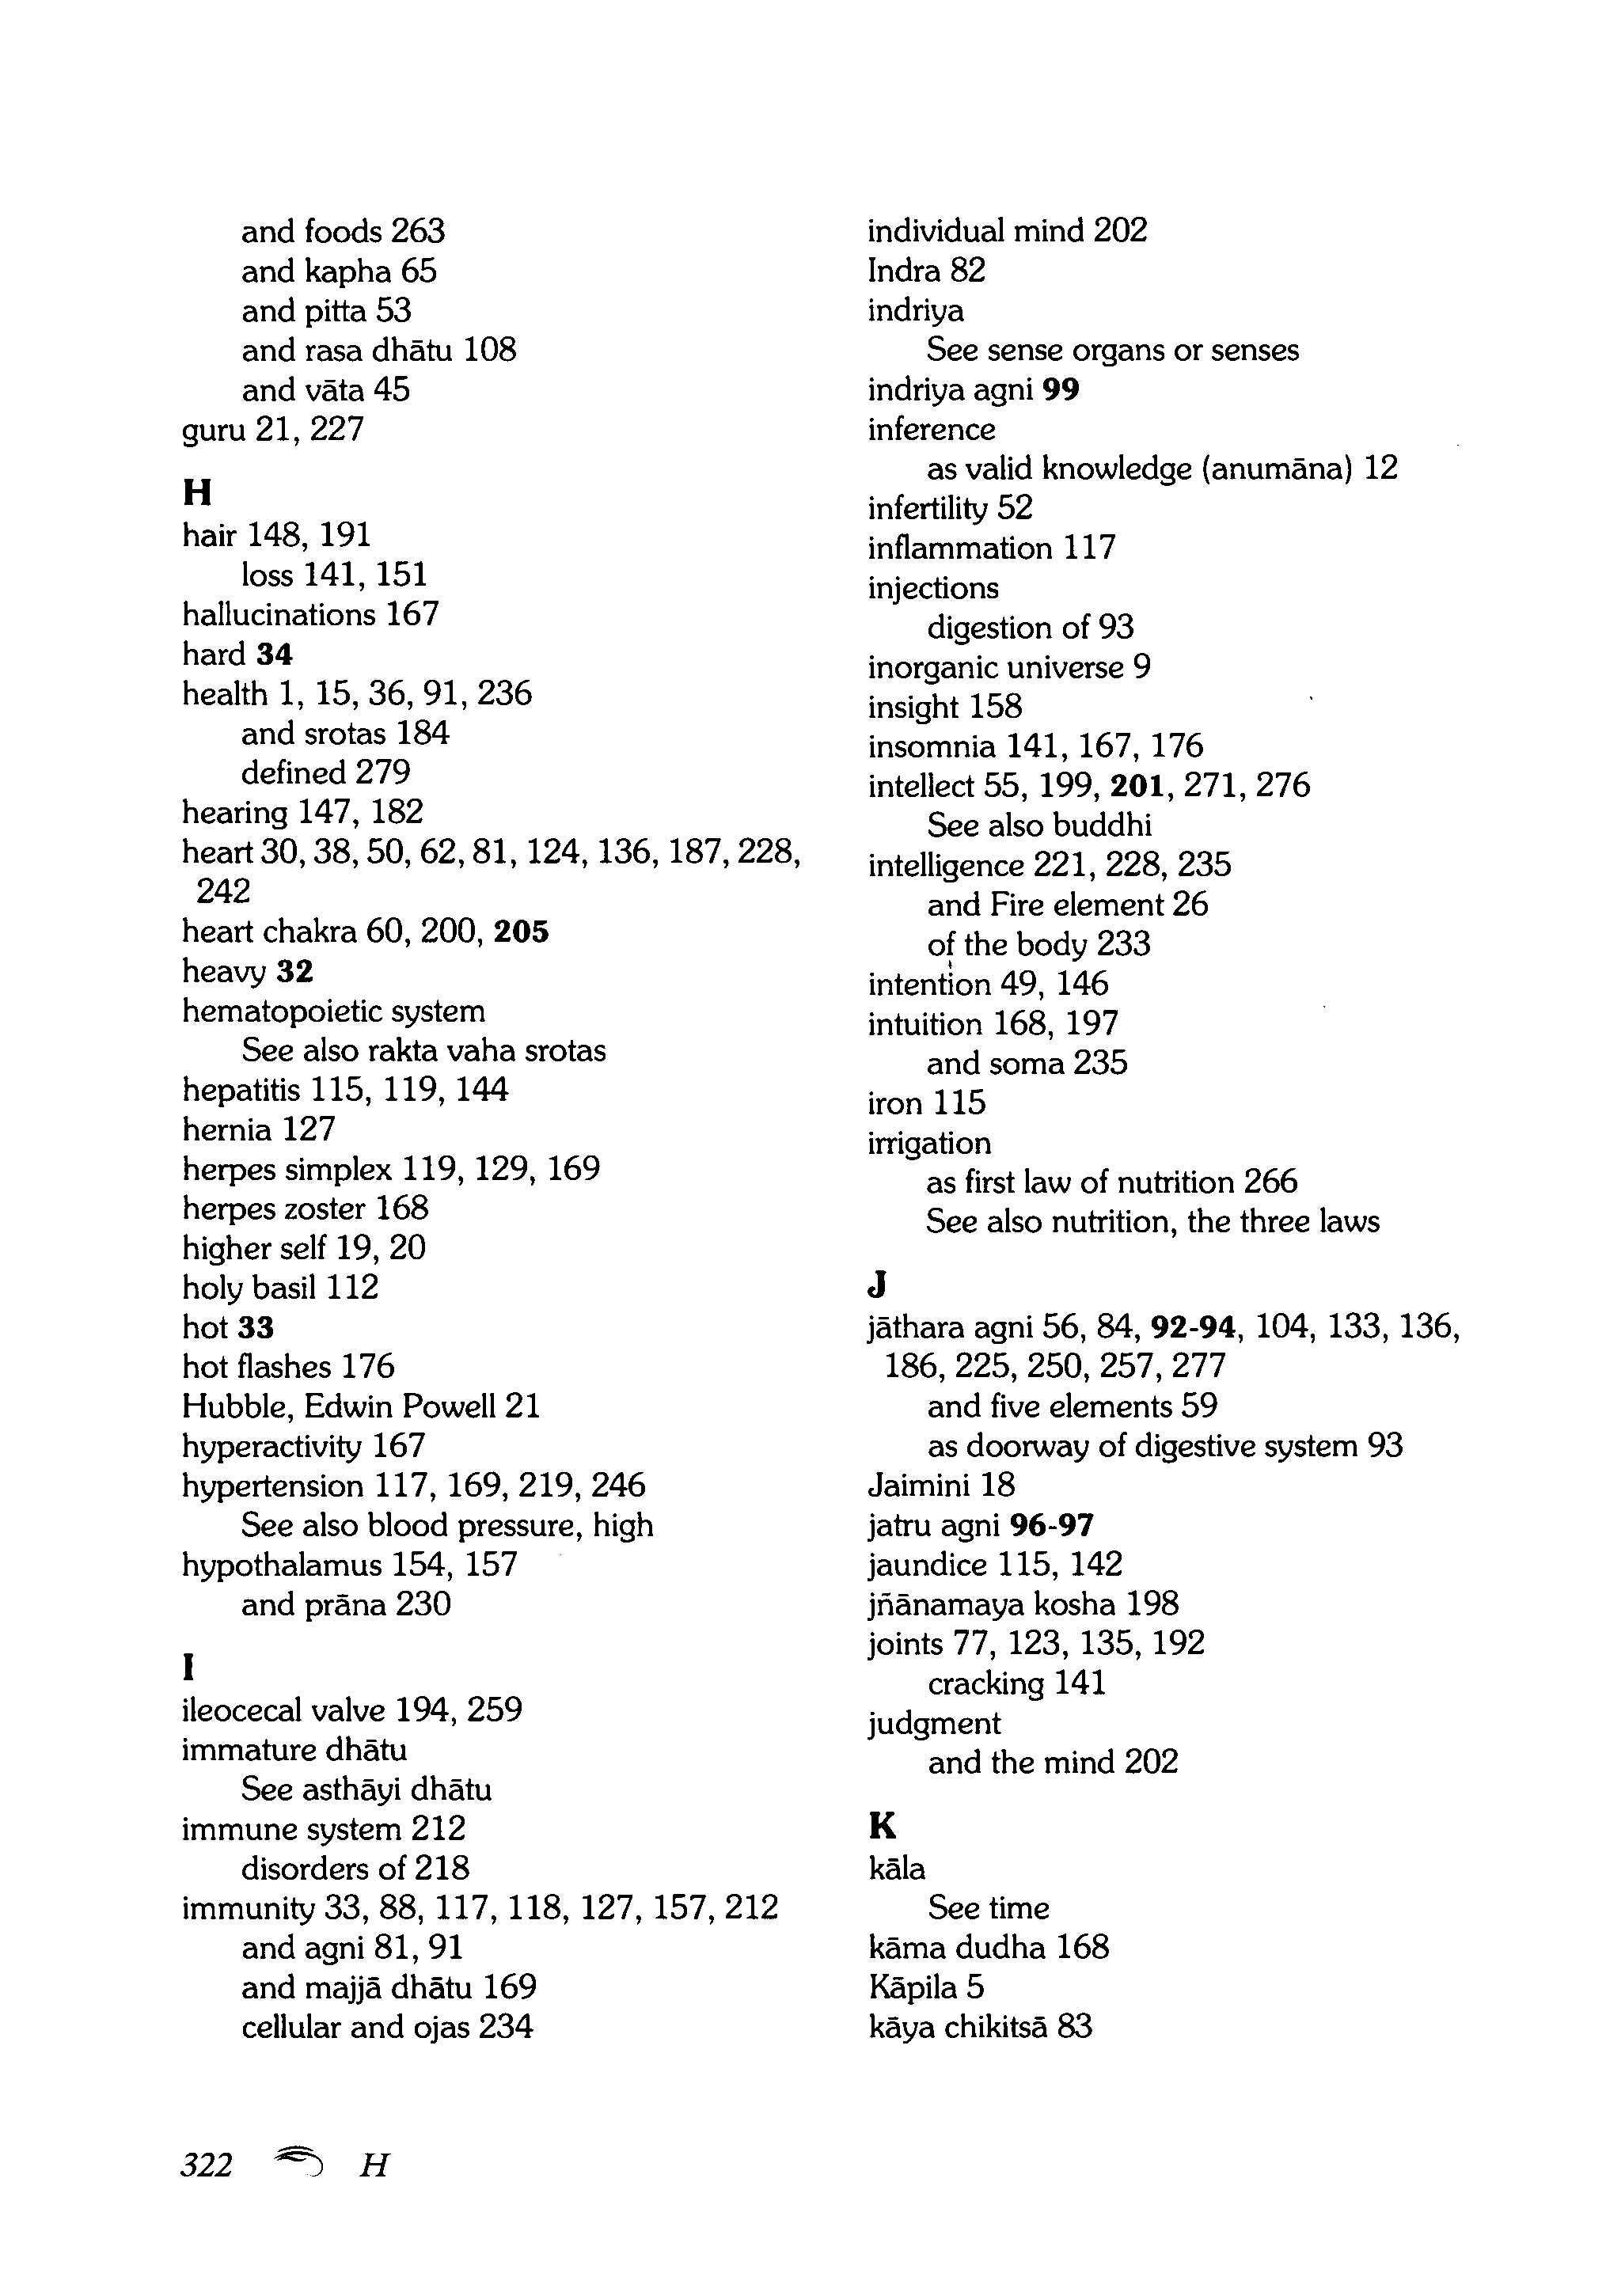 and foods 263
and kapha 65
and pitta 53
and rasa dhātu 108
and vāta 45
guru 21, 227
H
hair 148, 191
loss 141, 151
hallucinations 167
hard 34
health 1, 15, 36, 91, 236
and srotas 184
defined 279
hearing 147, 182
heart 30, 38, 50, 62, 81, 124, 136, 187, 228,
242
heart chakra 60, 200, 205
heavy 32
hematopoietic system
See also rakta vaha srotas
hepatitis 115, 119, 144
hernia 127
herpes simplex 119, 129, 169
herpes zoster 168
higher self 19, 20
holy basil 112
hot 33
hot flashes 176
Hubble, Edwin Powell 21
hyperactivity 167
hypertension 117, 169, 219, 246
See also blood pressure, high
hypothalamus 154, 157
and prāna 230
I
ileocecal valve 194, 259
immature dhātu
See asthāyi dhātu
immune system 212
disorders of 218
immunity 33, 88, 117, 118, 127, 157, 212
and agni 81, 91
and majjā dhātu 169
cellular and ojas 234
individual mind 202
Indra 82
indriya
See sense organs or senses
indriya agni 99
inference
as valid knowledge (anumāna) 12
infertility 52
inflammation 117
injections
digestion of 93
inorganic universe 9
insight 158
insomnia 141, 167, 176
intellect 55, 199, 201, 271, 276
See also buddhi
intelligence 221, 228, 235
and Fire element 26
of the body 233
intention 49, 146
intuition 168, 197
and soma 235
iron 115
irrigation
as first law of nutrition 266
See also nutrition, the three laws
J
jāthara agni 56, 84, 92-94, 104, 133, 136,
186, 225, 250, 257, 277
and five elements 59
as doorway of digestive system 93
Jaimini 18
jatru agni 96-97
jaundice 115, 142
jñānamaya kosha 198
joints 77, 123, 135, 192
cracking 141
judgment
and the mind 202
K
kāla
See time
kāma dudha 168
Kāpila 5
kāya chikitsā 83
322 H